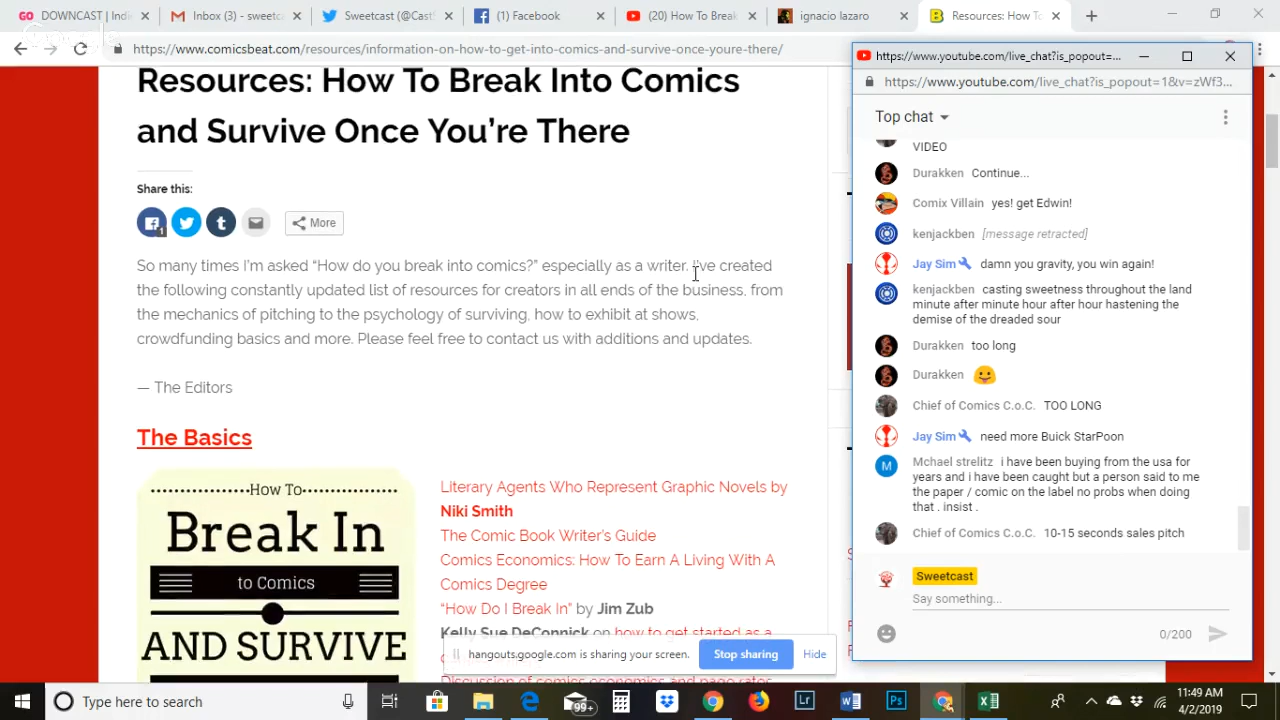 DOWNCAST | Indi
Inbox (3) - sweetc
Sweetcast (@Cast
(1) Facebook
(20) How To Break
ignacio lazaro
Resources: How To
https://www.comicsbeat.com/resources/information-on-how-to-get-into-comics-and-survive-once-youre-there/
Resources: How To Break Into Comics
and Survive Once You're There
Share this:
1
More
So many times I'm asked “How do you break into comics?” especially as a writer. I've created
the following constantly updated list of resources for creators in all ends of the business, from
the mechanics of pitching to the psychology of surviving, how to exhibit at shows,
crowdfunding basics and more. Please feel free to contact us with additions and updates.
— The Editors
The Basics
How To
Break In
to Comics
AND SURVIVE
Literary Agents Who Represent Graphic Novels by
Niki Smith
The Comic Book Writer's Guide
Comics Economics: How To Earn A Living With A
Comics Degree
“How Do I Break In” by Jim Zub
Kelly Sue DeConnick on how to get started as a
Discussion of comics economics and page rates
hangouts.google.com is sharing your screen.
Stop sharing
Hide
https://www.youtube.com/live_chat?is_popout=...
https://www.youtube.com/live_chat?is_popout=1&v=zWf3...
Top chat
VIDEO
Durakken Continue...
Comix Villain yes! get Edwin!
kenjackben [message retracted]
Jay Sim damn you gravity, you win again!
kenjackben casting sweetness throughout the land
minute after minute hour after hour hastening the
demise of the dreaded sour
Durakken too long
Durakken
Chief of Comics C.o.C. TOO LONG
Jay Sim need more Buick StarPoon
M
Mchael strelitz i have been buying from the usa for
years and i have been caught but a person said to me
the paper / comic on the label no probs when doing
that . insist .
Chief of Comics C.o.C. 10-15 seconds sales pitch
Sweetcast
Say something...
0/200
Type here to search
99+
11:49 AM
4/2/2019